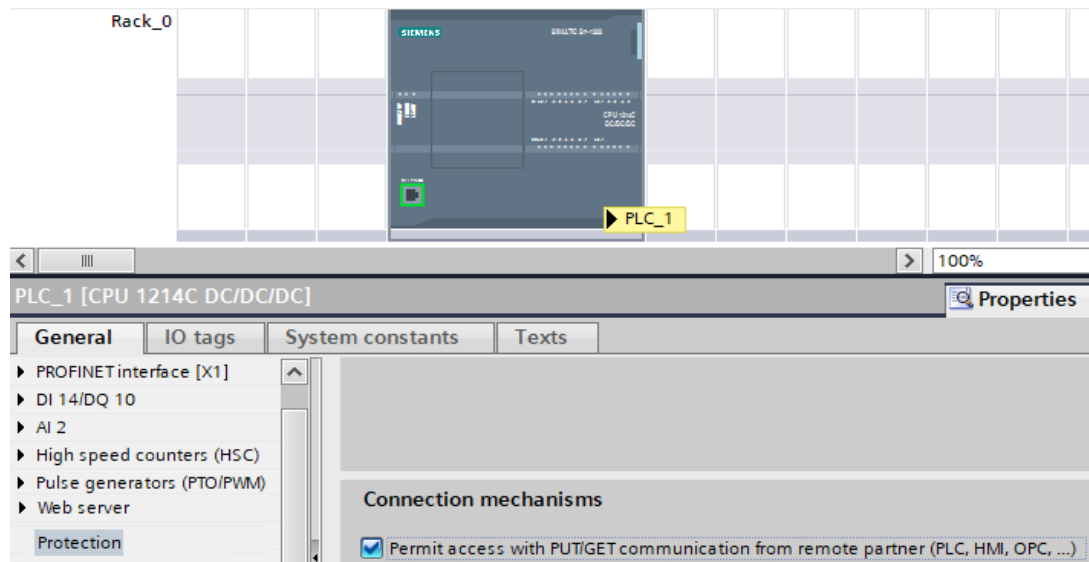 Rack_0
SIEMENS
SIMATIC S7-1200
CPU 1214C
DC/DC/DC
PLC_1
100%
PLC_1 [CPU 1214C DC/DC/DC]
Properties
General
IO tags
System constants
Texts
PROFINET interface [X1]
DI 14/DQ 10
AI 2
High speed counters (HSC)
Pulse generators (PTO/PWM)
Web server
Protection
Connection mechanisms
Permit access with PUT/GET communication from remote partner (PLC, HMI, OPC, ...)